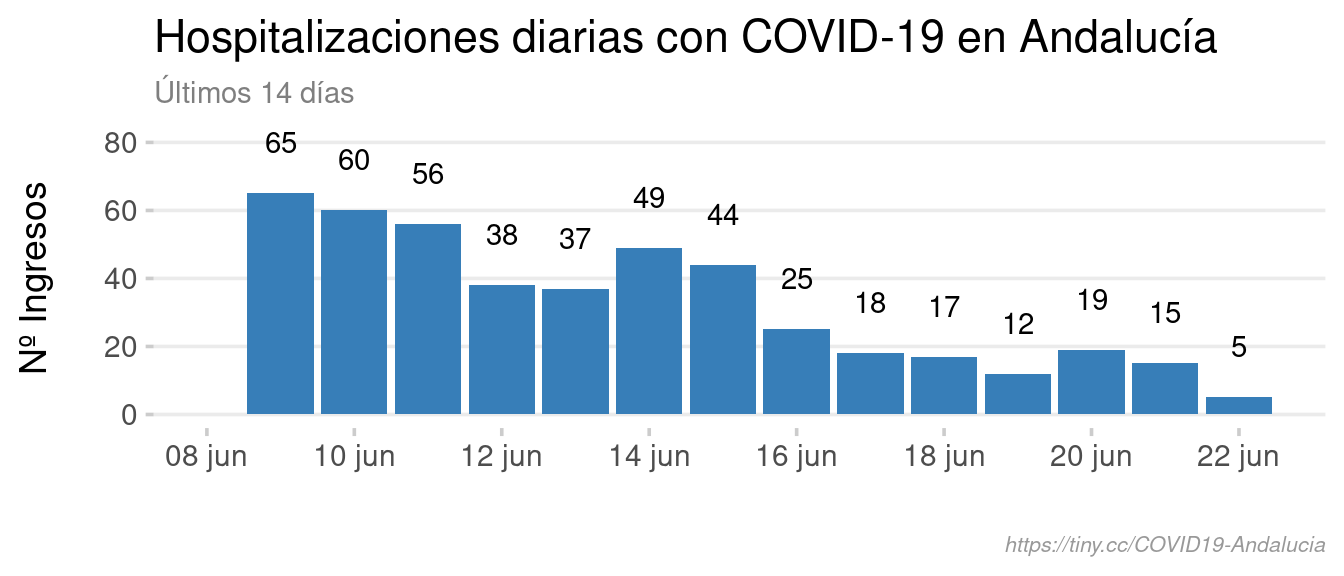 Hospitalizaciones diarias con COVID-19 en Andalucía
Últimos 14 días
Nº Ingresos
80
60
40
20
0
65
60
56
38
37
49
44
25
18
17
12
19
15
5
08 jun
10 jun
12 jun
14 jun
16 jun
18 jun
20 jun
22 jun
https://tiny.cc/COVID19-Andalucia